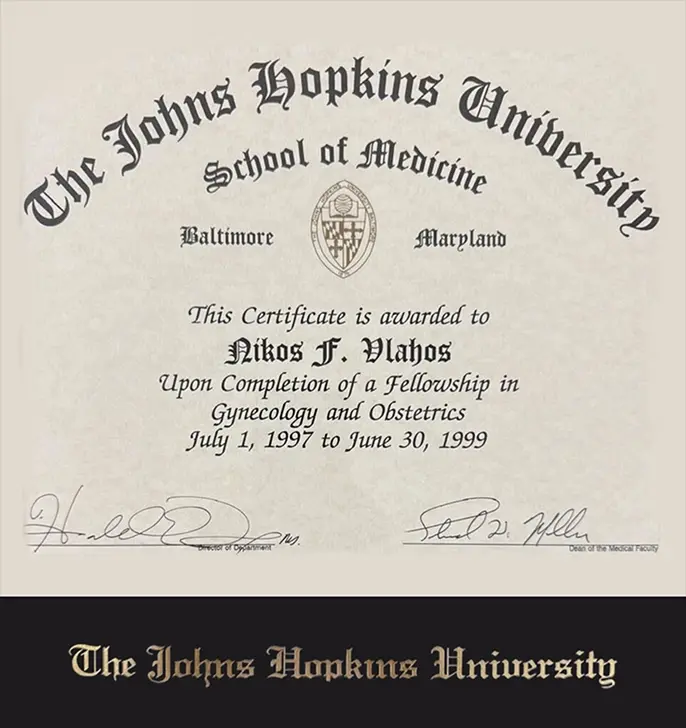 The Johns Hopkins University
School of Medicine
Baltimore Maryland
This Certificate is awarded to
Nikos F. Vlahos
Upon Completion of a Fellowship in
Gynecology and Obstetrics
July 1, 1997 to June 30, 1999
Director of Department Dean of the Medical Faculty
The Johns Hopkins University